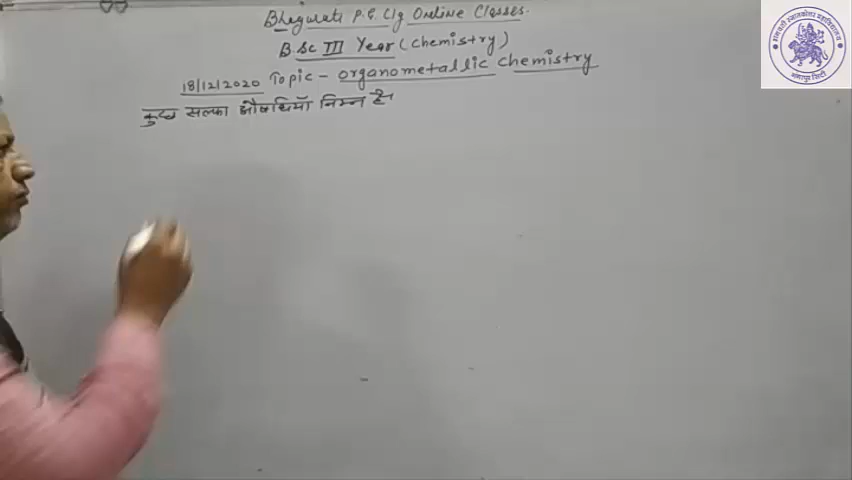 Bhagwati P.G. Clg Online Classes.
B.Sc III Year (Chemistry)
18/12/2020 Topic - organometallic chemistry
कुछ सल्फा औषधियाँ निम्न है